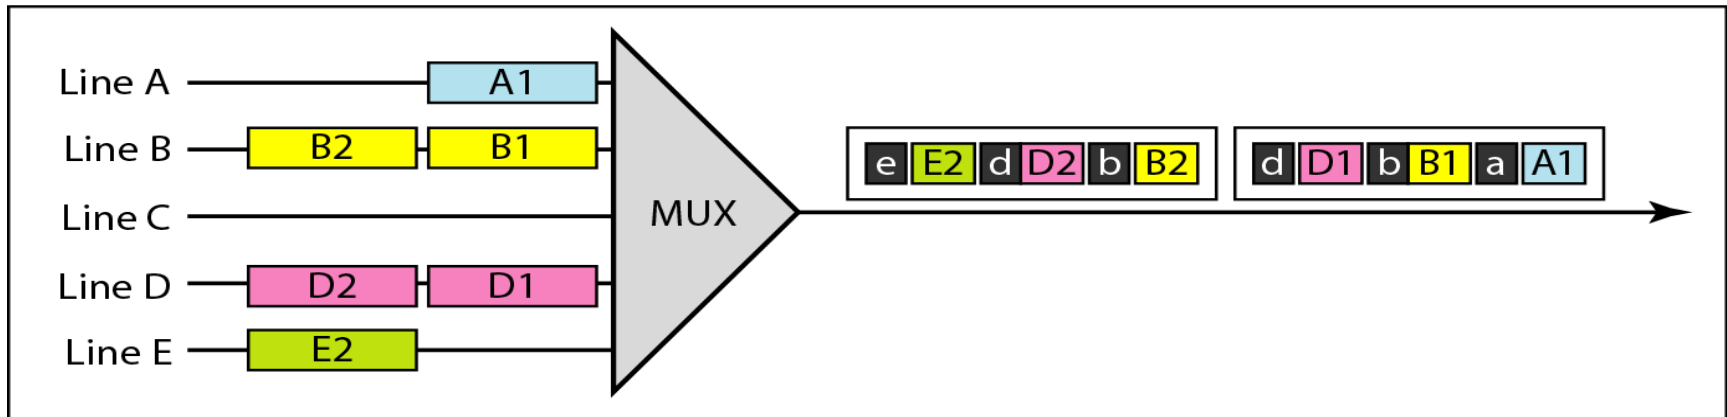 Line A A1
Line B B2 B1
e E2 d D2 b B2 d D1 b B1 a A1
Line C MUX
Line D D2 D1
Line E E2